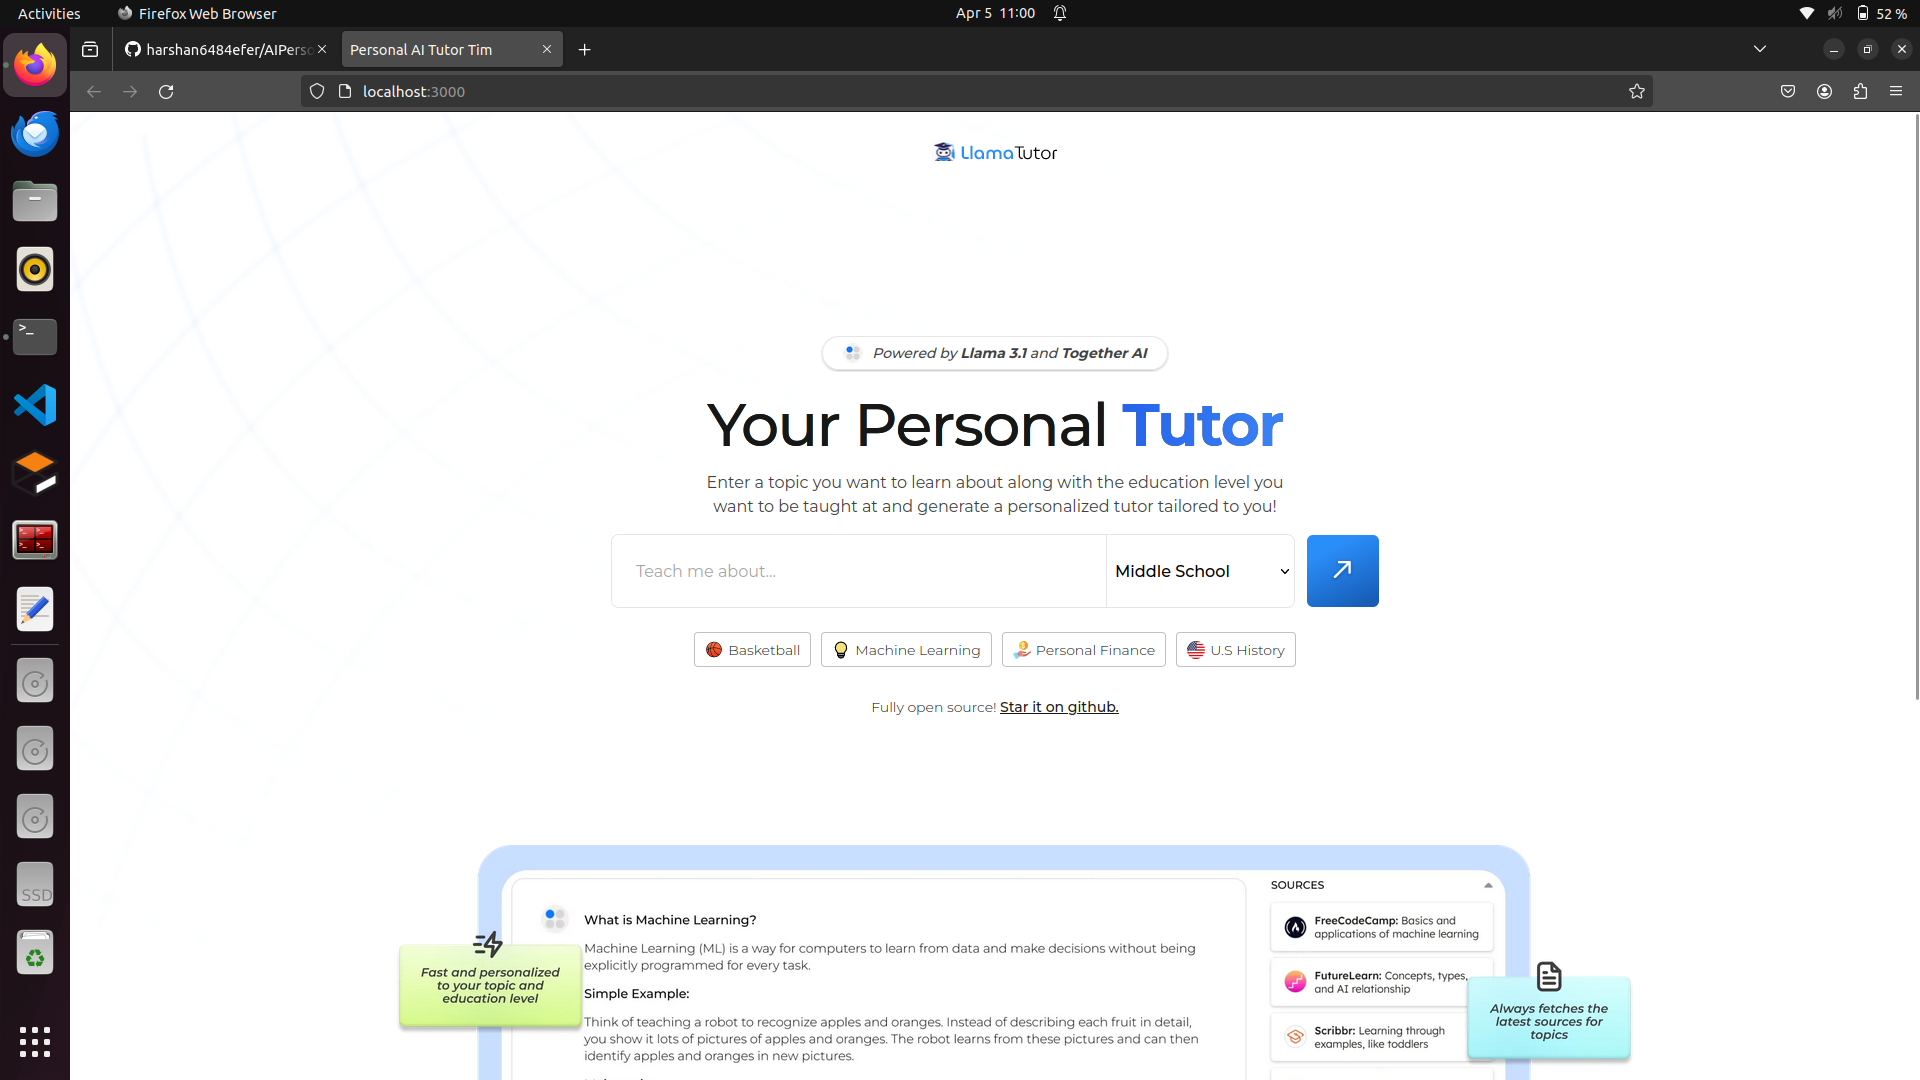 Activities
Firefox Web Browser
Apr 5 11:00
52 %
harshan6484efer/AIPerso
Personal AI Tutor Tim
localhost:3000
LlamaTutor
Powered by Llama 3.1 and Together AI
Your Personal Tutor
Enter a topic you want to learn about along with the education level you
want to be taught at and generate a personalized tutor tailored to you!
Teach me about...
Middle School
Basketball
Machine Learning
Personal Finance
U.S History
Fully open source! Star it on github.
What is Machine Learning?
Machine Learning (ML) is a way for computers to learn from data and make decisions without being
explicitly programmed for every task.
Simple Example:
Think of teaching a robot to recognize apples and oranges. Instead of describing each fruit in detail,
you show it lots of pictures of apples and oranges. The robot learns from these pictures and can then
identify apples and oranges in new pictures.
Fast and personalized
to your topic and
education level
SOURCES
FreeCodeCamp: Basics and
applications of machine learning
FutureLearn: Concepts, types,
and AI relationship
Scribbr: Learning through
examples, like toddlers
Always fetches the
latest sources for
topics
SSD